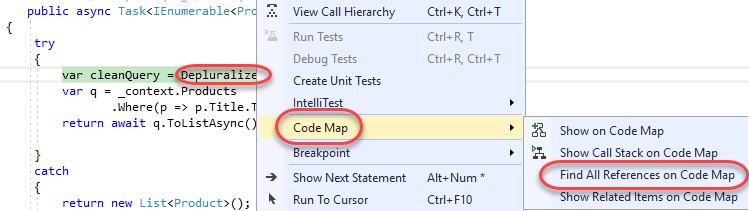 public async Task<IEnumerable<Pro
{
try
{
var cleanQuery = Depluralize
var q = _context.Products
.Where(p => p.Title.T
return await q.ToListAsync()
}
catch
{
return new List<Product>();
View Call Hierarchy Ctrl+K, Ctrl+T
Run Tests Ctrl+R, T
Debug Tests Ctrl+R, Ctrl+T
Create Unit Tests
IntelliTest
Code Map
Breakpoint
Show Next Statement Alt+Num *
Run To Cursor Ctrl+F10
Show on Code Map
Show Call Stack on Code Map
Find All References on Code Map
Show Related Items on Code Map